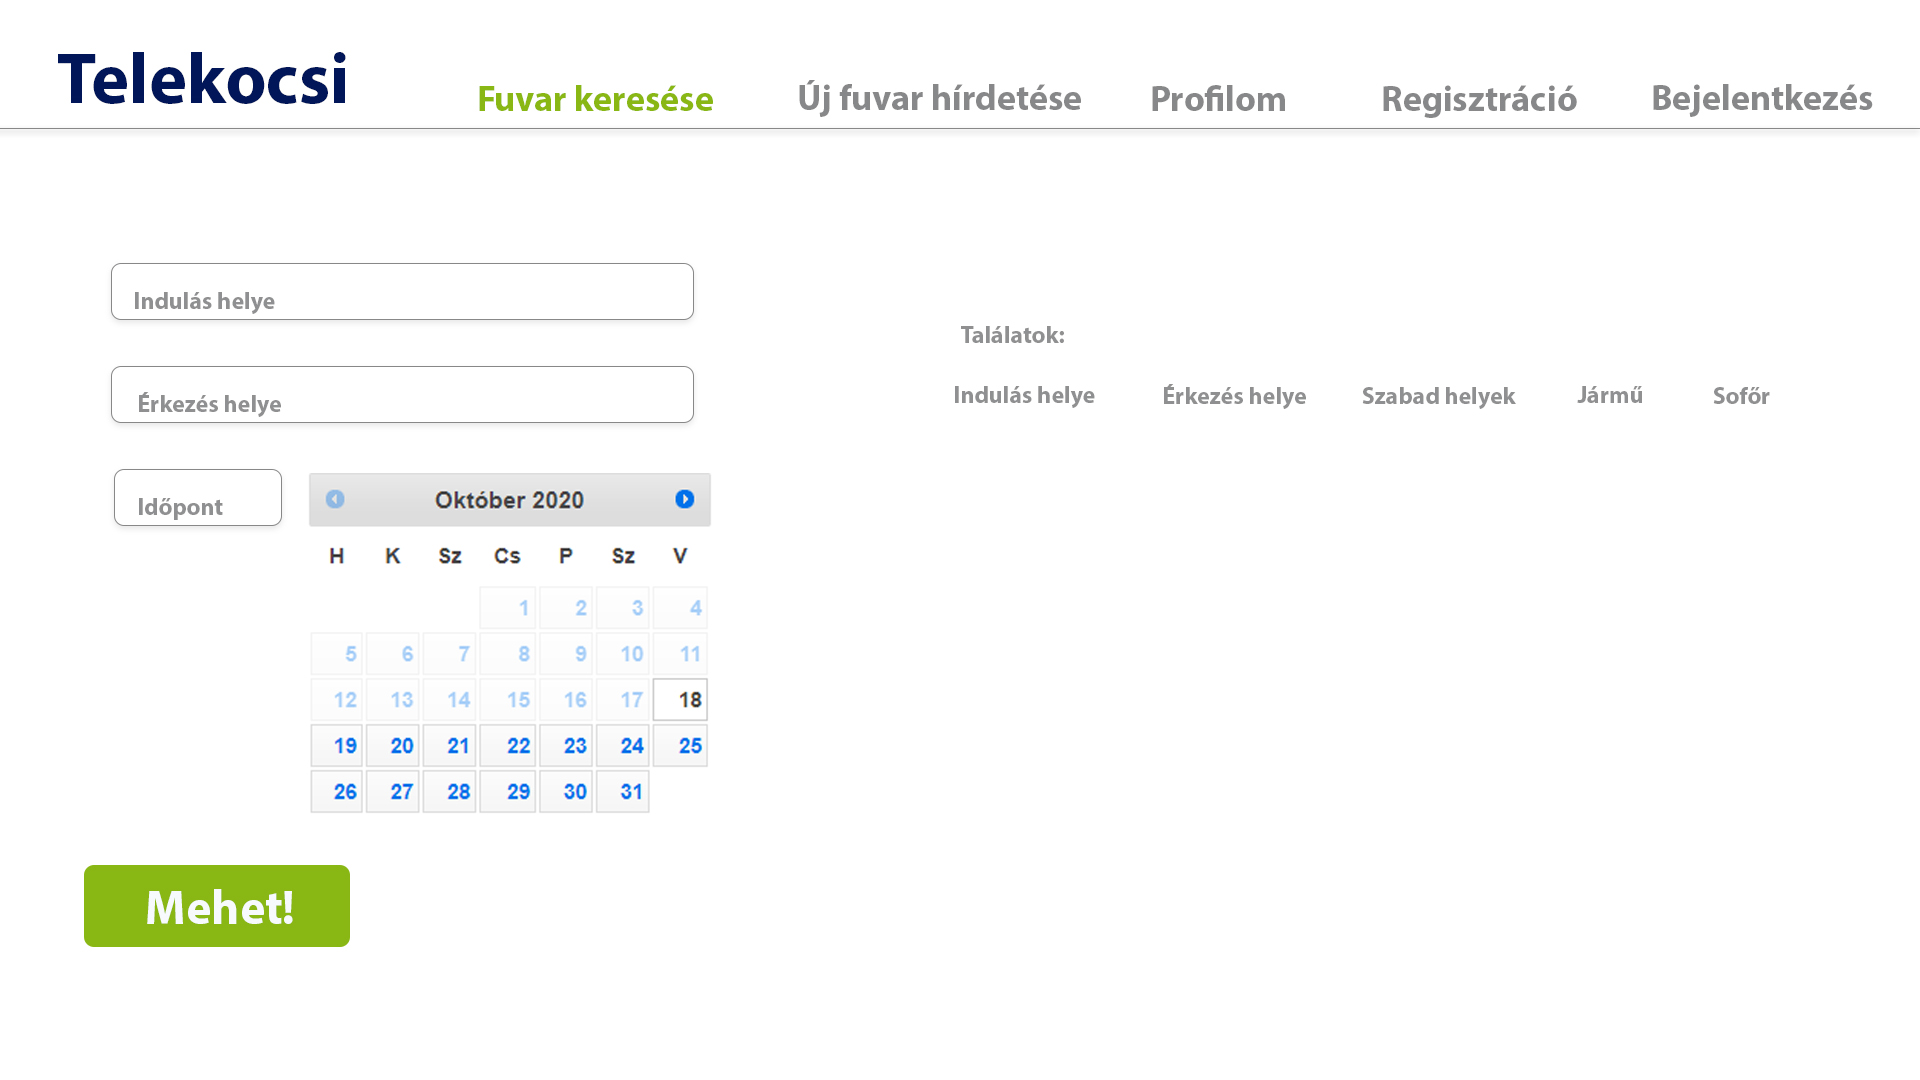 Telekocsi
Fuvar keresése
Új fuvar hírdetése
Profilom
Regisztráció
Bejelentkezés
Indulás helye
Érkezés helye
Időpont
Október 2020
H K Sz Cs P Sz V
1 2 3 4
5 6 7 8 9 10 11
12 13 14 15 16 17 18
19 20 21 22 23 24 25
26 27 28 29 30 31
Mehet!
Találatok:
Indulás helye Érkezés helye Szabad helyek Jármű Sofőr